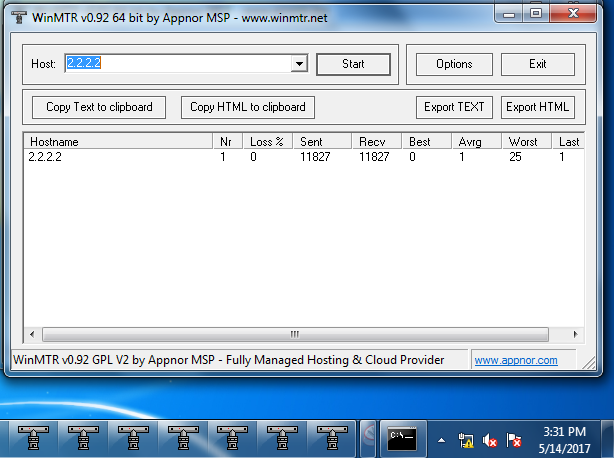 WinMTR v0.92 64 bit by Appnor MSP - www.winmtr.net
Host: 2.2.2.2 Start Options Exit
Copy Text to clipboard Copy HTML to clipboard Export TEXT Export HTML
Hostname Nr Loss % Sent Recv Best Avrg Worst Last
2.2.2.2 1 0 11827 11827 0 1 25 1
WinMTR v0.92 GPL V2 by Appnor MSP - Fully Managed Hosting & Cloud Provider www.appnor.com
C:\_
3:31 PM
5/14/2017